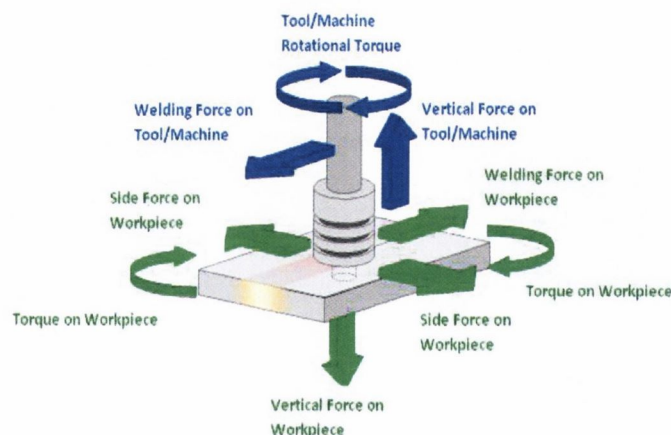 Tool/Machine
Rotational Torque
Welding Force on
Tool/Machine
Vertical Force on
Tool/Machine
Side Force on
Workpiece
Welding Force on
Workpiece
Torque on Workpiece
Torque on Workpiece
Side Force on
Workpiece
Vertical Force on
Workpiece